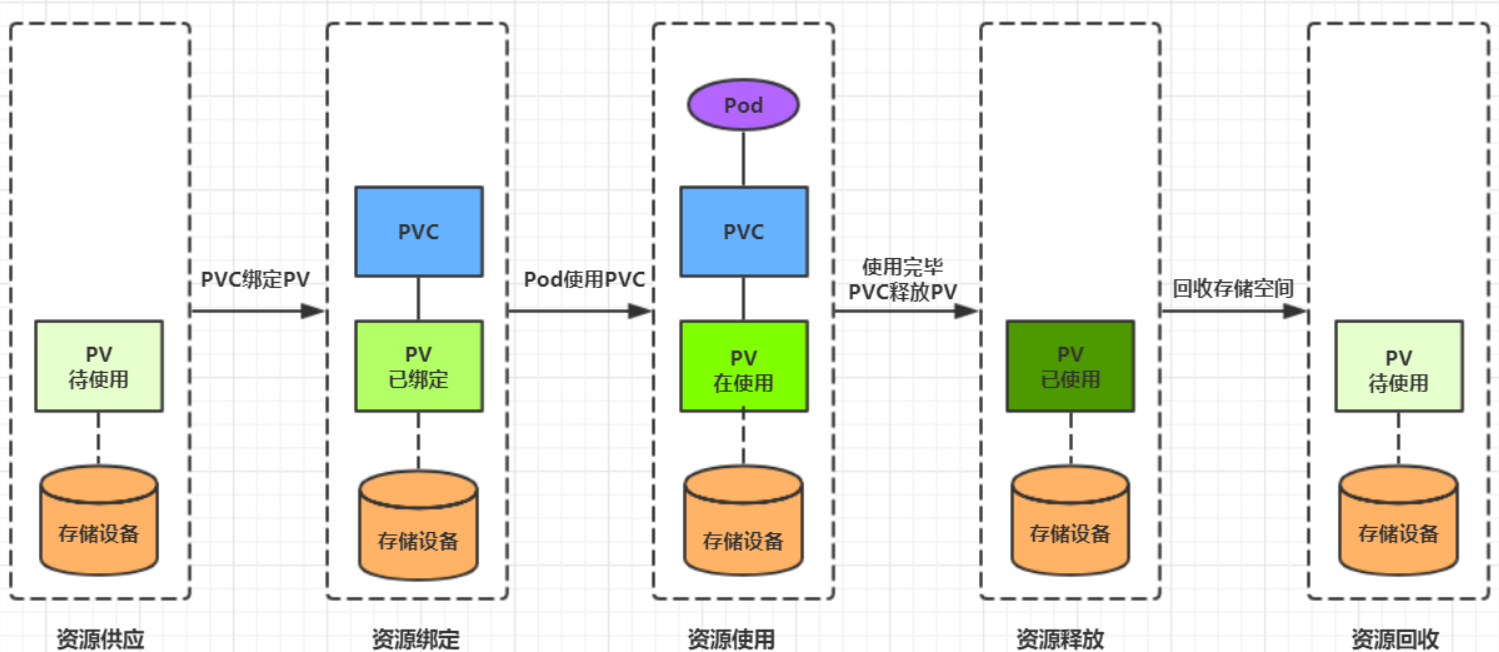 PV
待使用
存储设备
资源供应
PVC绑定PV
PVC
PV
已绑定
存储设备
资源绑定
Pod使用PVC
Pod
PVC
PV
在使用
存储设备
资源使用
使用完毕
PVC释放PV
PV
已使用
存储设备
资源释放
回收存储空间
PV
待使用
存储设备
资源回收